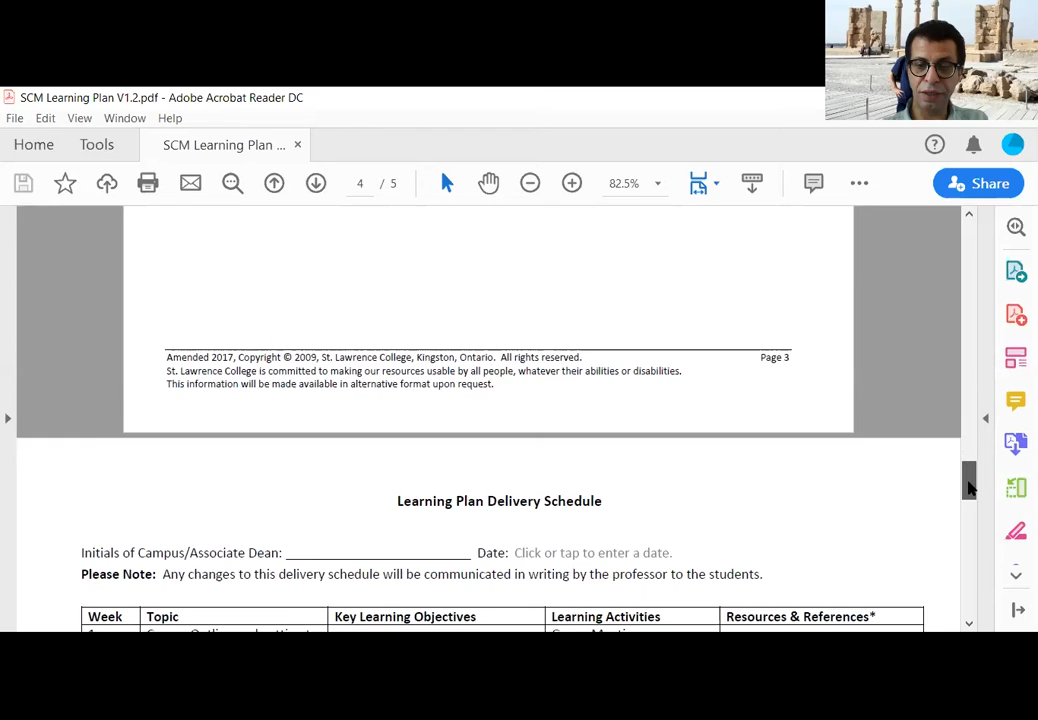 SCM Learning Plan V1.2.pdf - Adobe Acrobat Reader DC
File Edit View Window Help
Home Tools SCM Learning Plan ... ×
4 / 5 82.5% Share
Amended 2017, Copyright © 2009, St. Lawrence College, Kingston, Ontario. All rights reserved. Page 3
St. Lawrence College is committed to making our resources usable by all people, whatever their abilities or disabilities.
This information will be made available in alternative format upon request.
Learning Plan Delivery Schedule
Initials of Campus/Associate Dean: ____________________ Date: Click or tap to enter a date.
Please Note: Any changes to this delivery schedule will be communicated in writing by the professor to the students.
Week Topic Key Learning Objectives Learning Activities Resources & References*